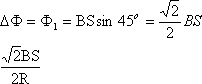 ΔΦ = Φ₁ = BSsin 45° = √2/2 BS
√2BS/2R